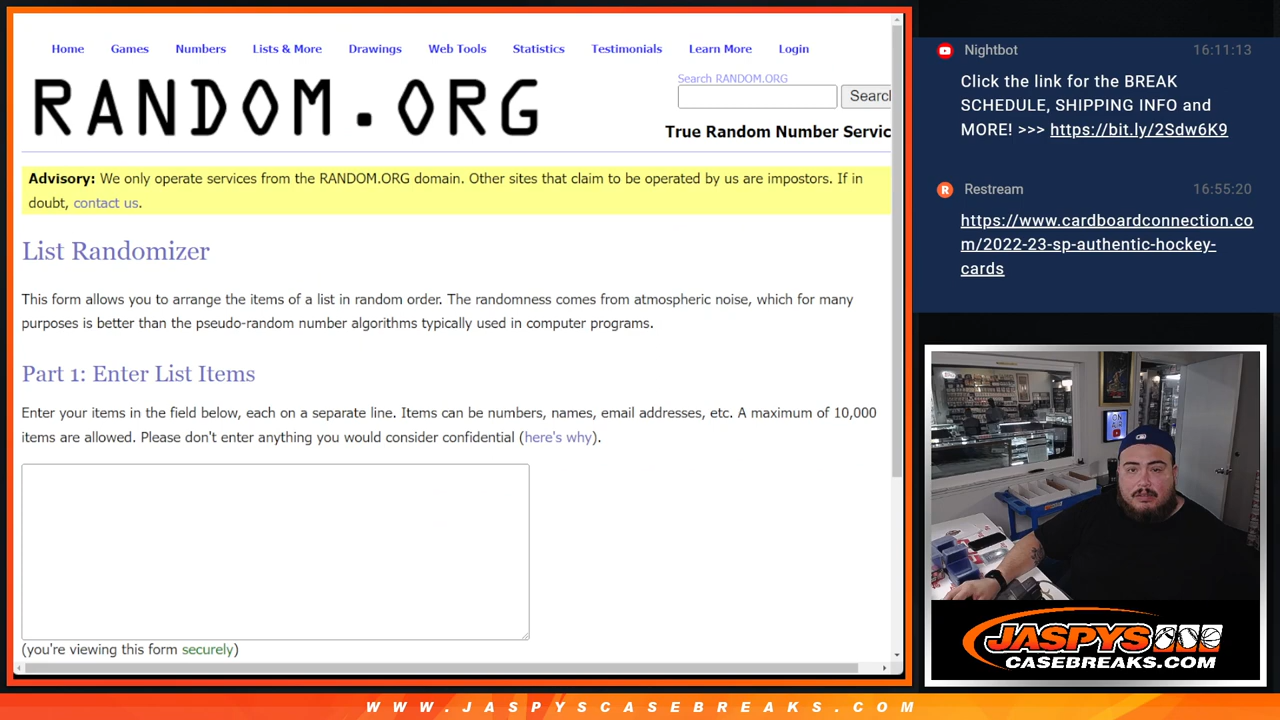 Home Games Numbers Lists & More Drawings Web Tools Statistics Testimonials Learn More Login
RANDOM.ORG
Search RANDOM.ORG
Search
True Random Number Servic
Advisory: We only operate services from the RANDOM.ORG domain. Other sites that claim to be operated by us are impostors. If in
doubt, contact us.
List Randomizer
This form allows you to arrange the items of a list in random order. The randomness comes from atmospheric noise, which for many
purposes is better than the pseudo-random number algorithms typically used in computer programs.
Part 1: Enter List Items
Enter your items in the field below, each on a separate line. Items can be numbers, names, email addresses, etc. A maximum of 10,000
items are allowed. Please don't enter anything you would consider confidential (here's why).
(you're viewing this form securely)
Nightbot 16:11:13
Click the link for the BREAK
SCHEDULE, SHIPPING INFO and
MORE! >>> https://bit.ly/2Sdw6K9
Restream 16:55:20
https://www.cardboardconnection.co
m/2022-23-sp-authentic-hockey-
cards
ON
AIR
JASPYS
CASEBREAKS.COM
WWW.JASPYSCASEBREAKS.COM